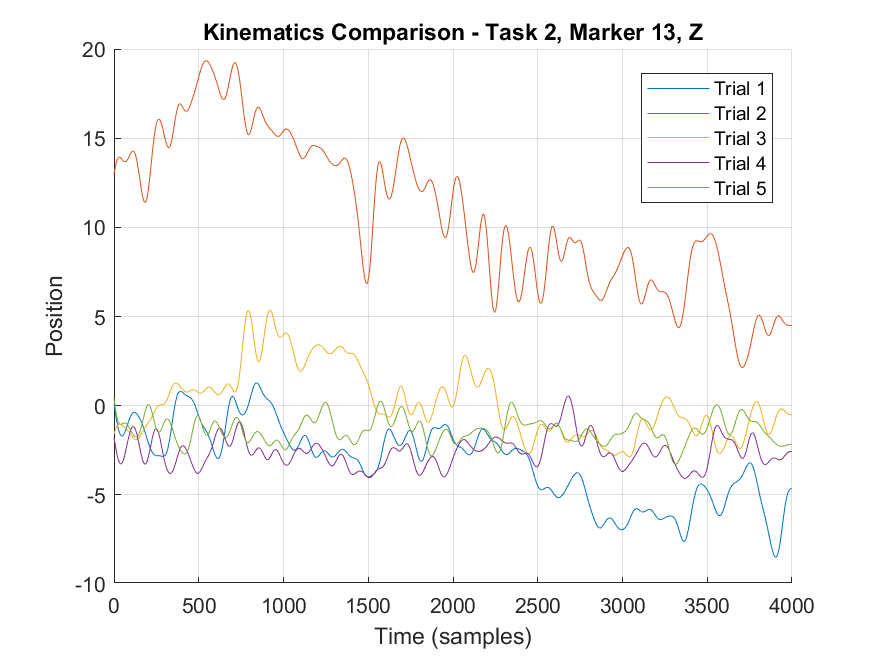 Kinematics Comparison - Task 2, Marker 13, Z
20
15
10
5
0
-5
-10
Position
Trial 1
Trial 2
Trial 3
Trial 4
Trial 5
0 500 1000 1500 2000 2500 3000 3500 4000
Time (samples)